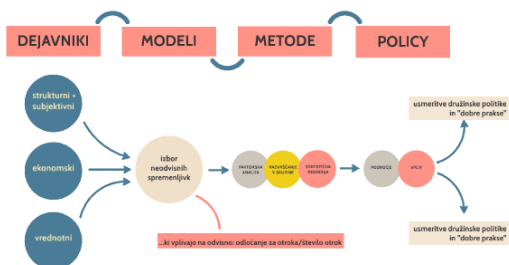 DEJAVNIKI
MODELI
METODE
POLICY
strukturni +
subjektivni
ekonomski
vrednotni
izbor
neodvisnih
spremenljivk
FAKTORSKA
ANALIZA
RAZVRŠČANJE
V SKUPINE
STATISTIČNA
REGRESIJA
PODROČJE
VPLIV
usmeritve družinske politike
in "dobre prakse"
usmeritve družinske politike
in "dobre prakse"
...ki vplivajo na odvisno: odločanje za otroka/število otrok